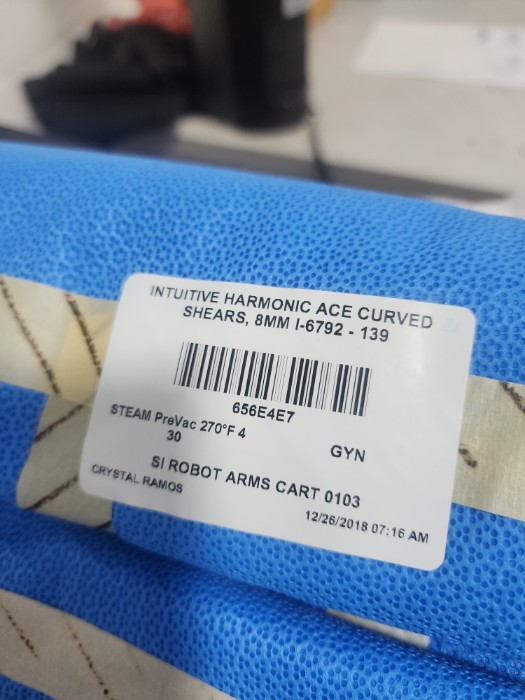 INTUITIVE HARMONIC ACE CURVED
SHEARS, 8MM I-6792 - 139
656E4E7
STEAM PreVac 270°F 4
30
GYN
SI ROBOT ARMS CART 0103
CRYSTAL RAMOS
12/26/2018 07:16 AM